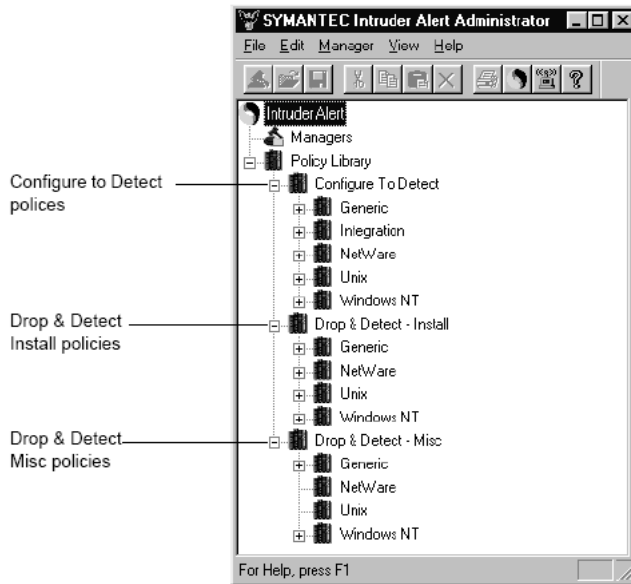 SYMANTEC Intruder Alert Administrator
File Edit Manager View Help
Intruder Alert
Managers
Policy Library
Configure to Detect
polices
Configure To Detect
Generic
Integration
NetWare
Unix
Windows NT
Drop & Detect
Install policies
Drop & Detect - Install
Generic
NetWare
Unix
Windows NT
Drop & Detect
Misc policies
Drop & Detect - Misc
Generic
NetWare
Unix
Windows NT
For Help, press F1